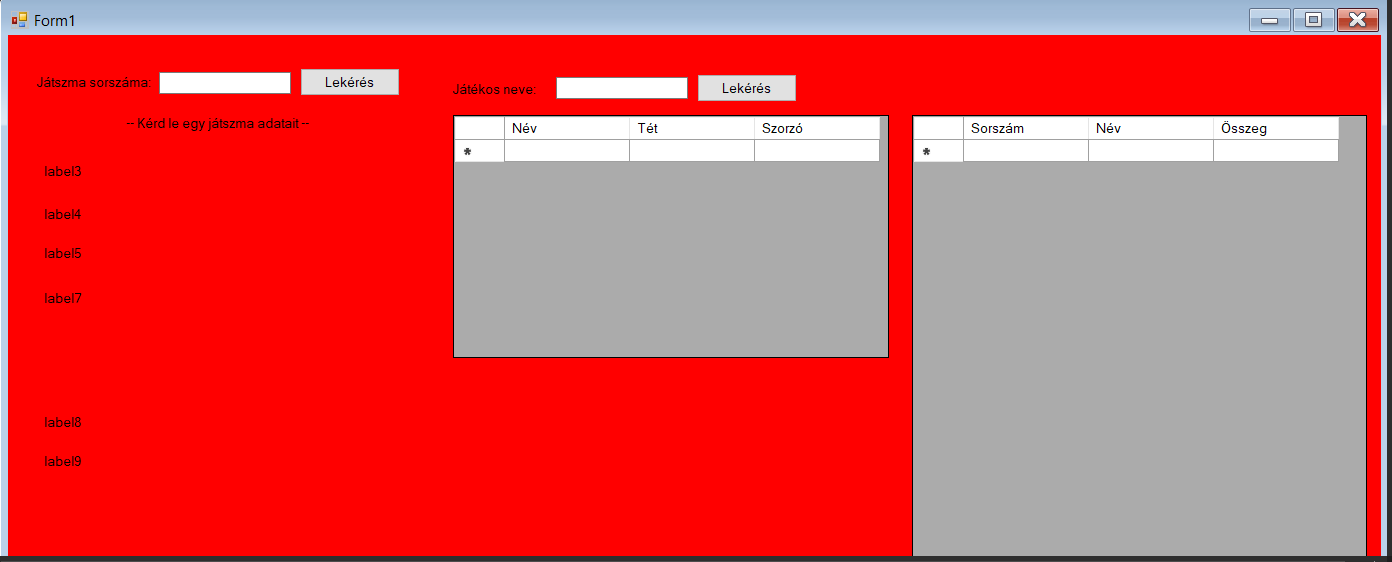 Form1
Játszma sorszáma:
Lekérés
Játékos neve:
Lekérés
-- Kérd le egy játszma adatait --
Név Tét Szorzó
*
Sorszám Név Összeg
*
label3
label4
label5
label7
label8
label9